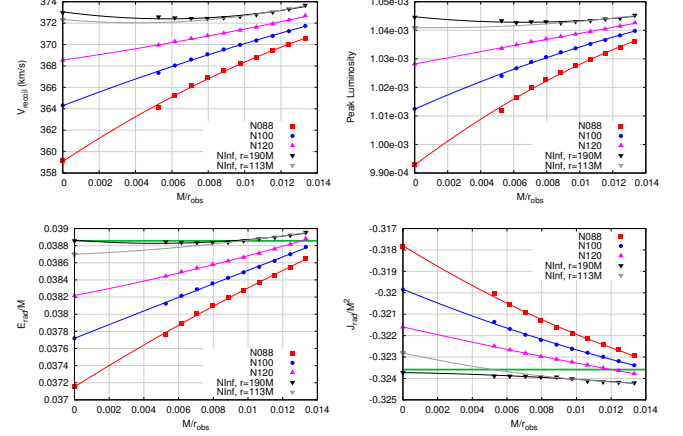 374
372
370
368
366
364
362
360
358
V_recoil (km/s)
0 0.002 0.004 0.006 0.008 0.01 0.012 0.014
M/r_obs
N088
N100
N120
NInf, r=190M
NInf, r=113M
1.05e-03
1.04e-03
1.03e-03
1.02e-03
1.01e-03
1.00e-03
9.90e-04
Peak Luminosity
0 0.002 0.004 0.006 0.008 0.01 0.012 0.014
M/r_obs
N088
N100
N120
NInf, r=190M
NInf, r=113M
0.039
0.0388
0.0386
0.0384
0.0382
0.038
0.0378
0.0376
0.0374
0.0372
0.037
E_rad/M
0 0.002 0.004 0.006 0.008 0.01 0.012 0.014
M/r_obs
N088
N100
N120
NInf, r=190M
NInf, r=113M
-0.317
-0.318
-0.319
-0.32
-0.321
-0.322
-0.323
-0.324
-0.325
J_rad/M²
0 0.002 0.004 0.006 0.008 0.01 0.012 0.014
M/r_obs
N088
N100
N120
NInf, r=190M
NInf, r=113M